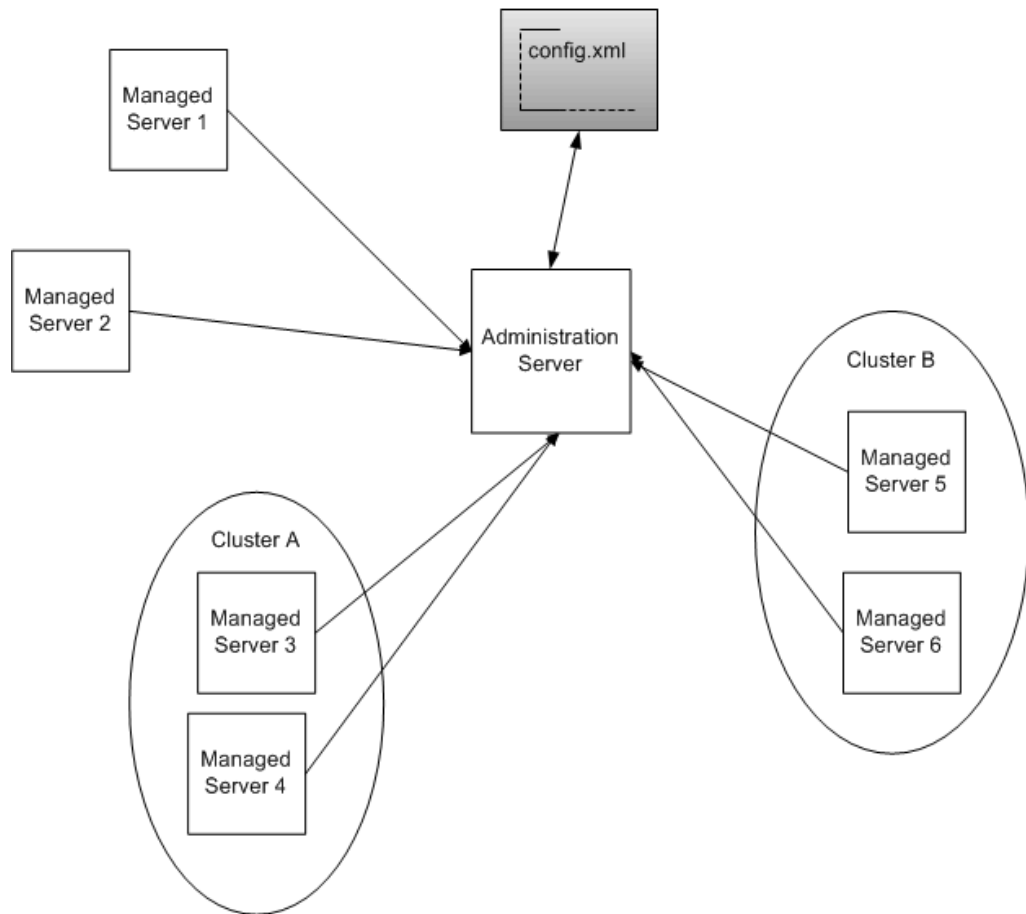 config.xml
Managed
Server 1
Managed
Server 2
Administration
Server
Cluster B
Managed
Server 5
Managed
Server 6
Cluster A
Managed
Server 3
Managed
Server 4